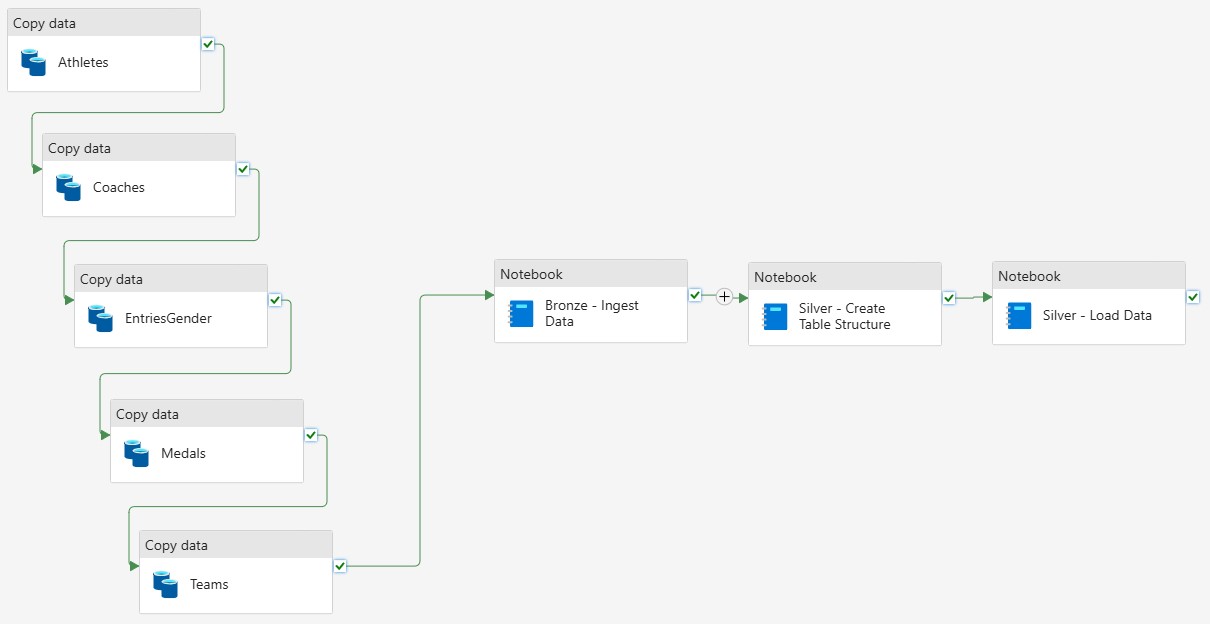 Copy data
Athletes
Copy data
Coaches
Copy data
EntriesGender
Copy data
Medals
Copy data
Teams
Notebook
Bronze - Ingest
Data
Notebook
Silver - Create
Table Structure
Notebook
Silver - Load Data